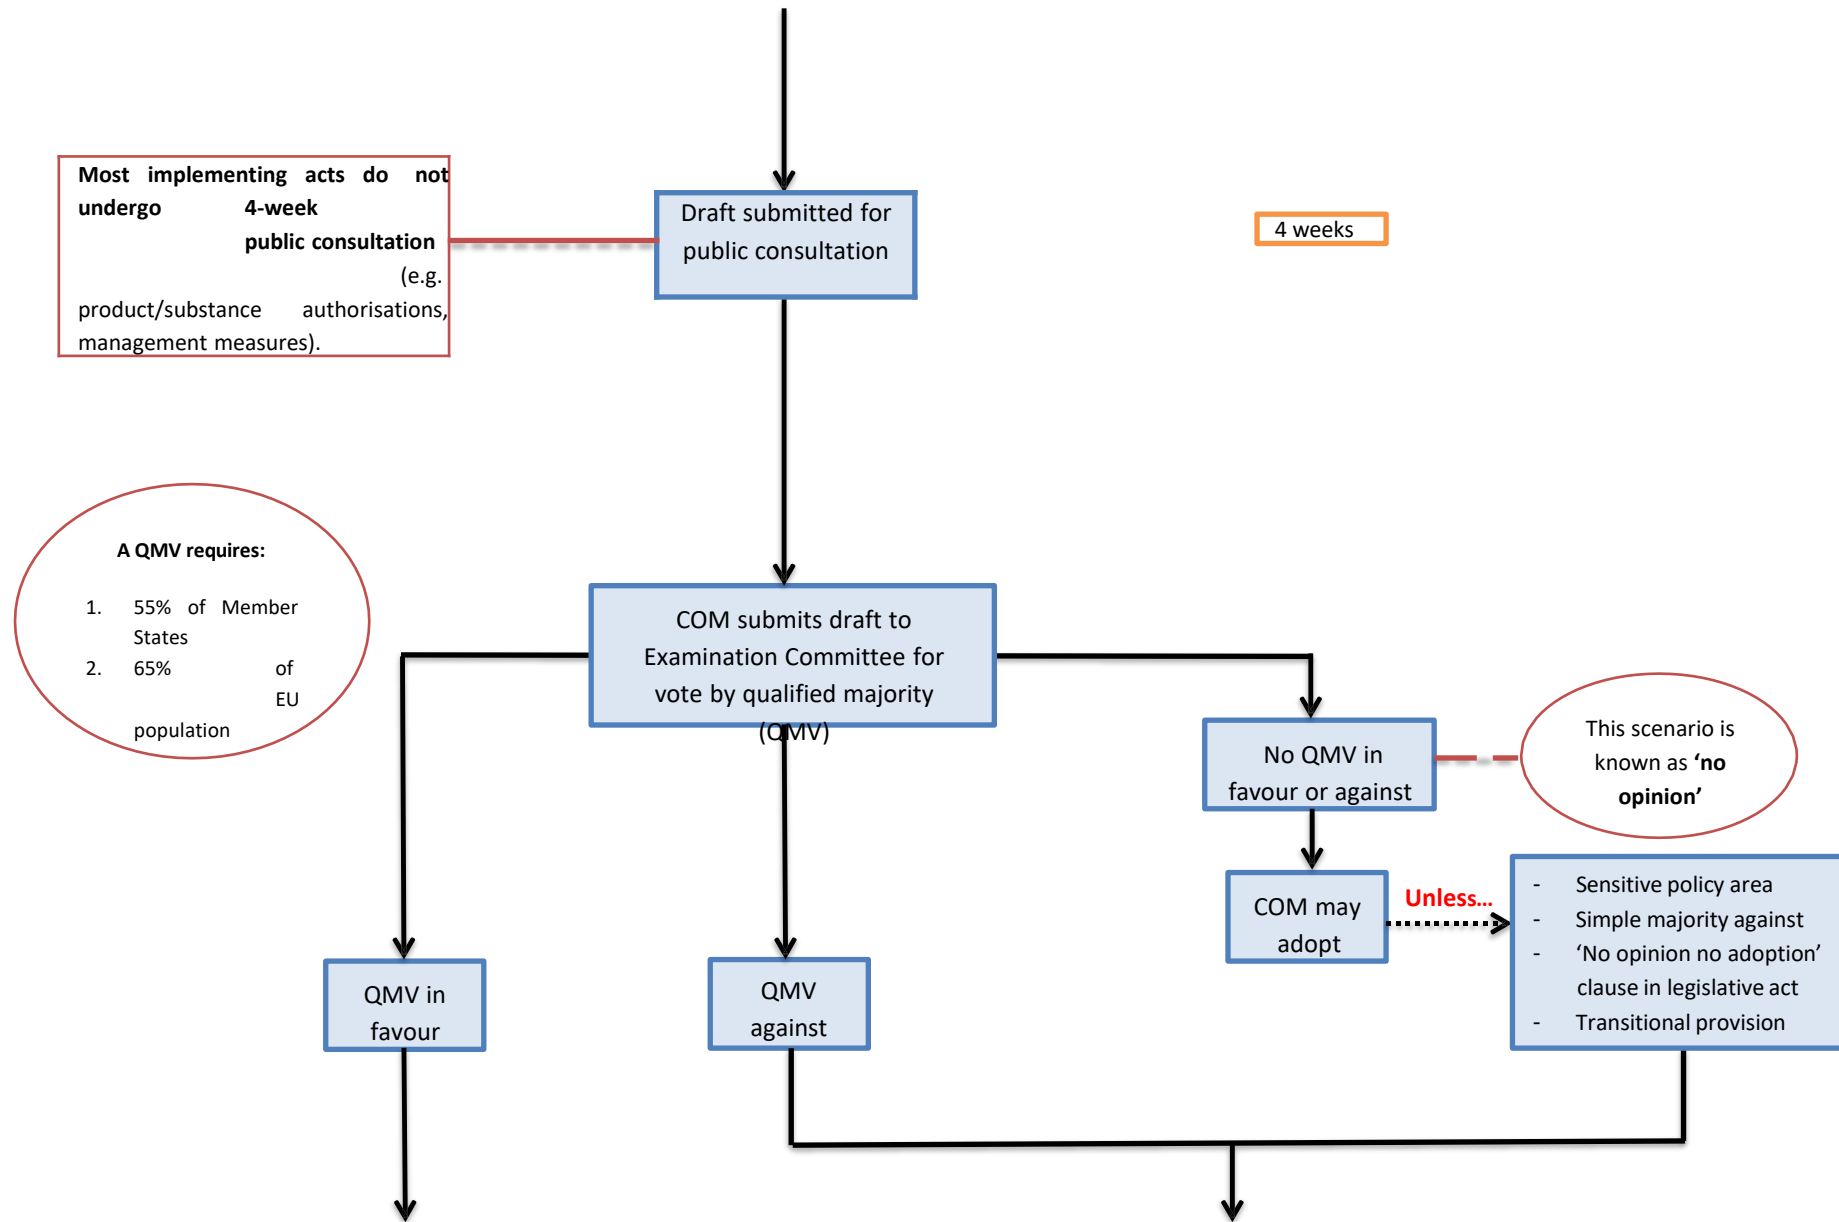 Most implementing acts do not
undergo 4-week
public consultation
(e.g.
product/substance authorisations,
management measures).
Draft submitted for
public consultation
4 weeks
A QMV requires:
1. 55% of Member
States
2. 65% of
EU
population
COM submits draft to
Examination Committee for
vote by qualified majority
(QMV)
No QMV in
favour or against
This scenario is
known as ‘no
opinion’
COM may
adopt
Unless...
- Sensitive policy area
- Simple majority against
- ‘No opinion no adoption’
clause in legislative act
- Transitional provision
QMV in
favour
QMV
against